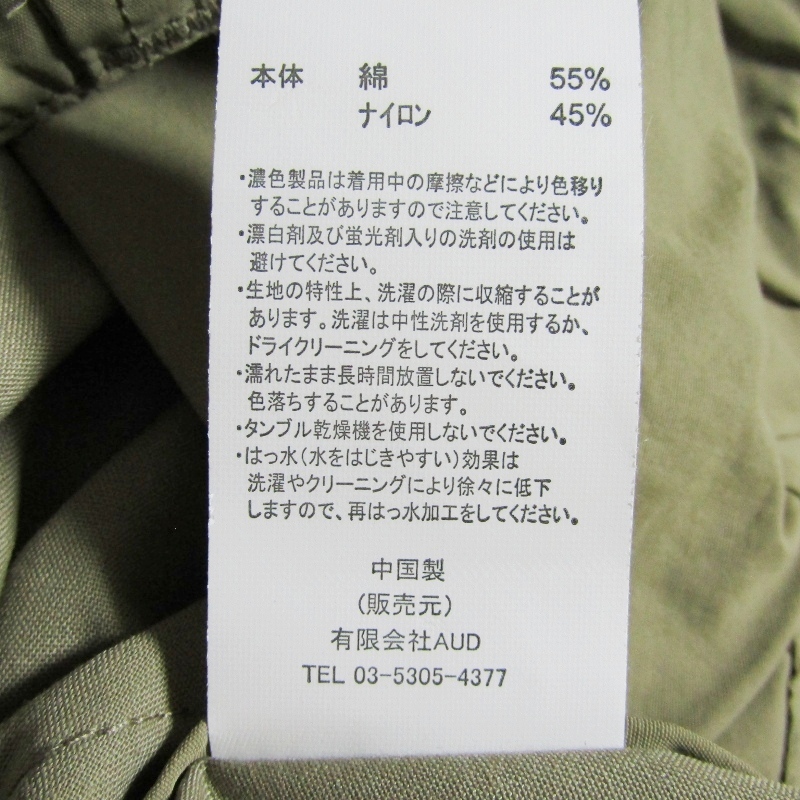 本体 綿 55%
ナイロン 45%
・濃色製品は着用中の摩擦などにより色移り
することがありますので注意してください。
・漂白剤及び蛍光剤入りの洗剤の使用は
避けてください。
・生地の特性上、洗濯の際に収縮することが
あります。洗濯は中性洗剤を使用するか、
ドライクリーニングをしてください。
・濡れたまま長時間放置しないでください。
色落ちすることがあります。
・タンブル乾燥機を使用しないでください。
・はっ水(水をはじきやすい)効果は
洗濯やクリーニングにより徐々に低下
しますので、再はっ水加工をしてください。
中国製
(販売元)
有限会社AUD
TEL 03-5305-4377